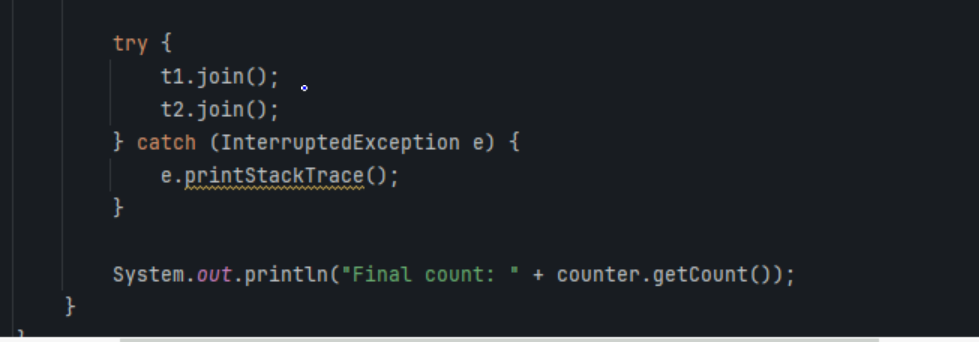 try {
t1.join();
t2.join();
} catch (InterruptedException e) {
e.printStackTrace();
}
System.out.println("Final count: " + counter.getCount());
}
}